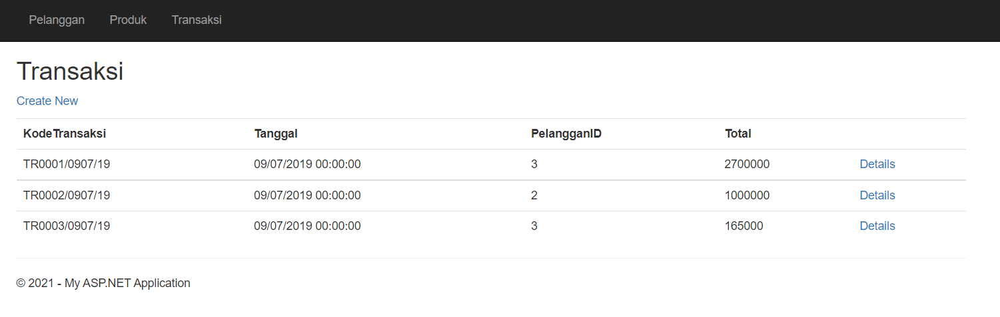 Pelanggan Produk Transaksi
Transaksi
Create New
KodeTransaksi Tanggal PelangganID Total
TR0001/0907/19 09/07/2019 00:00:00 3 2700000 Details
TR0002/0907/19 09/07/2019 00:00:00 2 1000000 Details
TR0003/0907/19 09/07/2019 00:00:00 3 165000 Details
© 2021 - My ASP.NET Application